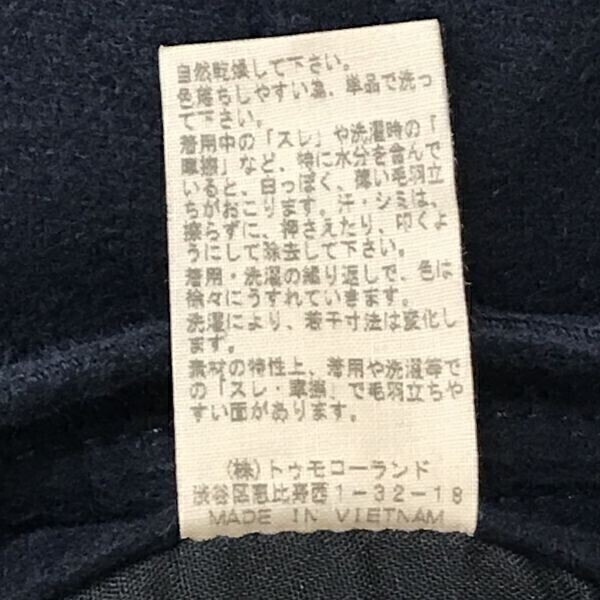 自然乾燥して下さい。
色落ちしやすい為、単品で洗っ
て下さい。
着用中の「スレ」や洗濯時の「
摩擦」など、特に水分を含んで
いると、白っぽく、薄い毛羽立
ちがおこります。汗・シミは、
擦らずに、押さえたり、叩くよ
うにして除去して下さい。
着用・洗濯の繰り返しで、色は
徐々にうすれていきます。
洗濯により、若干寸法は変化し
ます。
素材の特性上、着用や洗濯等で
の「スレ・摩擦」で毛羽立ちや
すい面があります。
(株)トゥモローランド
渋谷区恵比寿西1-32-18
MADE IN VIETNAM